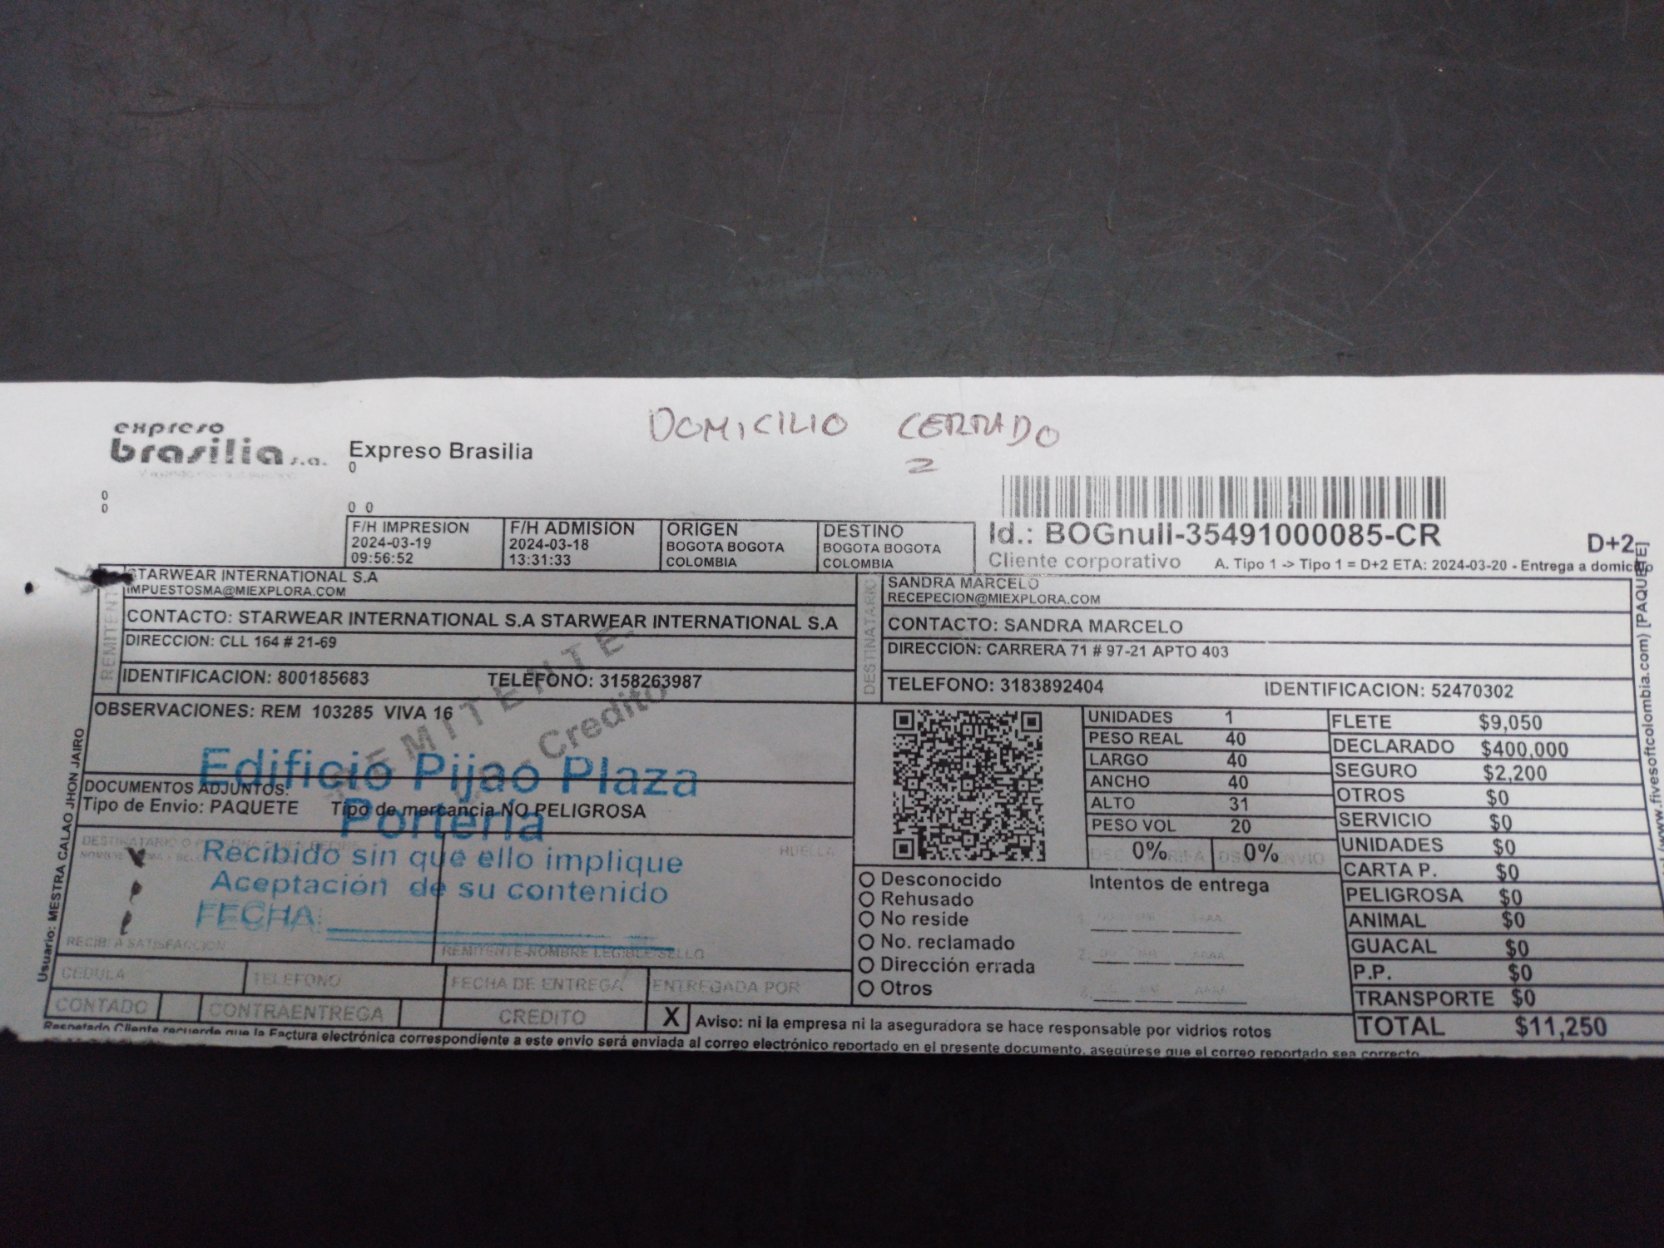 DOMICILIO CERRADO
2
expreso
brasilia s.a.
Expreso Brasilia
0
0
0
0 0
F/H IMPRESION
2024-03-19
09:56:52
F/H ADMISION
2024-03-18
13:31:33
ORIGEN
BOGOTA BOGOTA
COLOMBIA
DESTINO
BOGOTA BOGOTA
COLOMBIA
Id.: BOGnull-35491000085-CR
D+2
Cliente corporativo
A. Tipo 1 -> Tipo 1 = D+2 ETA: 2024-03-20 - Entrega a domicilio
REMITENTE
STARWEAR INTERNATIONAL S.A
IMPUESTOSMA@MIEXPLORA.COM
CONTACTO: STARWEAR INTERNATIONAL S.A STARWEAR INTERNATIONAL S.A
DIRECCION: CLL 164 # 21-69
IDENTIFICACION: 800185683 TELEFONO: 3158263987
DESTINATARIO
SANDRA MARCELO
RECEPECION@MIEXPLORA.COM
CONTACTO: SANDRA MARCELO
DIRECCION: CARRERA 71 # 97-21 APTO 403
TELEFONO: 3183892404 IDENTIFICACION: 52470302
OBSERVACIONES: REM 103285 VIVA 16
REMITENTE-
Credito
DOCUMENTOS ADJUNTOS:
Tipo de Envio: PAQUETE Tipo de mercancia NO PELIGROSA
Edificio Pijao Plaza
Porteria
Recibido sin que ello implique
Aceptación de su contenido
FECHA:
HUELLA
RECIBI A SATISFACCION
REMITENTE-NOMBRE LEGIBLE-SELLO
CEDULA
TELEFONO
FECHA DE ENTREGA
ENTREGADA POR
CONTADO
CONTRAENTREGA
CREDITO
X
Usuario: MESTRA CALAO JHON JAIRO
UNIDADES 1
PESO REAL 40
LARGO 40
ANCHO 40
ALTO 31
PESO VOL 20
0% 0%
Desconocido
Rehusado
No reside
No. reclamado
Dirección errada
Otros
Intentos de entrega
FLETE $9,050
DECLARADO $400,000
SEGURO $2,200
OTROS $0
SERVICIO $0
UNIDADES $0
CARTA P. $0
PELIGROSA $0
ANIMAL $0
GUACAL $0
P.P. $0
TRANSPORTE $0
TOTAL $11,250
Aviso: ni la empresa ni la aseguradora se hace responsable por vidrios rotos
Respetado Cliente recuerde que la Factura electrónica correspondiente a este envio será enviada al correo electrónico reportado en el presente documento, asegúrese que el correo reportado sea correcto
www.fivesoftcolombia.com) [PAQUETE]